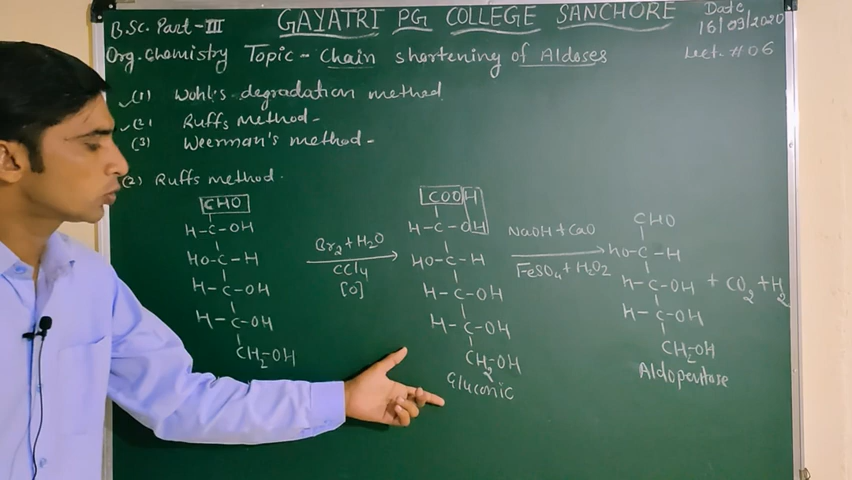 B.Sc. Part-III
GAYATRI PG COLLEGE SANCHORE
Date
16/09/2020
Org. chemistry Topic - Chain shortening of Aldoses
Lect. # 06
(1) Wohl's degradation method
(2) Ruffs method -
(3) Weerman's method -
(2) Ruffs method.
CHO
H-C-OH
HO-C-H
H-C-OH
H-C-OH
CH2-OH
Br2+H2O
CCl4
[O]
COOH
H-C-OH
HO-C-H
H-C-OH
H-C-OH
CH2-OH
Gluconic
NaOH+CaO
FeSO4+H2O2
CHO
HO-C-H
H-C-OH + CO2+H2
H-C-OH
CH2-OH
Aldopentose